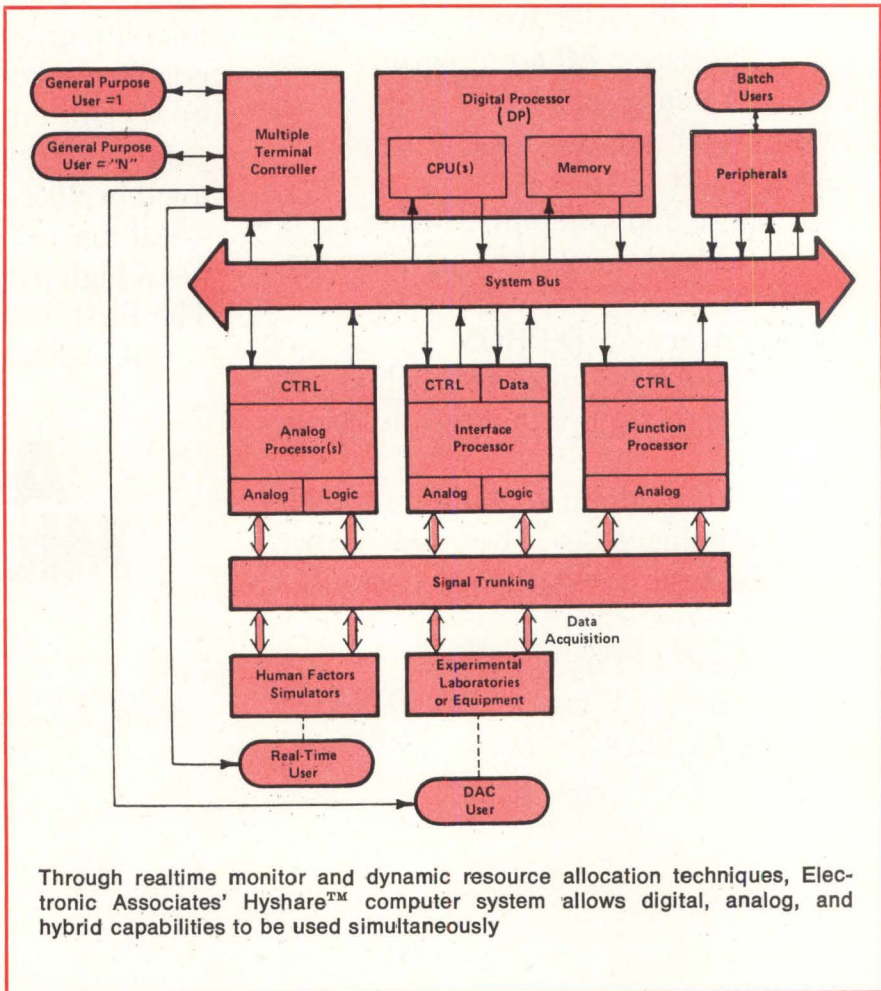 General Purpose
User =1
General Purpose
User = "N"
Multiple
Terminal
Controller
Digital Processor
(DP)
CPU(s)
Memory
Batch
Users
Peripherals
System Bus
CTRL
Analog
Processor(s)
Analog
Logic
CTRL
Data
Interface
Processor
Analog
Logic
CTRL
Function
Processor
Analog
Signal Trunking
Data
Acquisition
Human Factors
Simulators
Experimental
Laboratories
or Equipment
Real-Time
User
DAC
User
Through realtime monitor and dynamic resource allocation techniques, Elec-
tronic Associates' Hyshare™ computer system allows digital, analog, and
hybrid capabilities to be used simultaneously